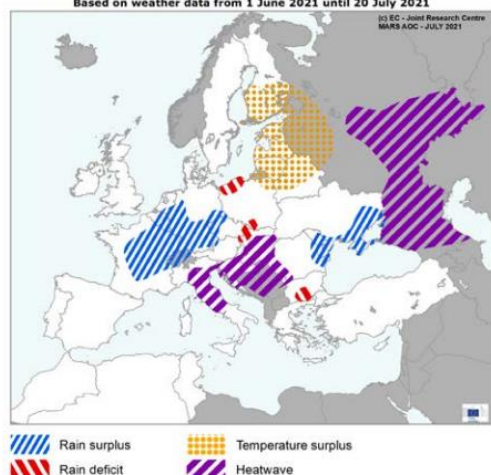 Based on weather data from 1 June 2021 until 20 July 2021
(c) EC - Joint Research Centre
MARS AOC - JULY 2021
Rain surplus
Temperature surplus
Rain deficit
Heatwave